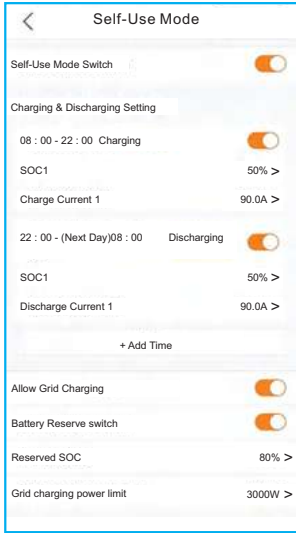 Self-Use Mode
Self-Use Mode Switch
Charging & Discharging Setting
08 : 00 - 22 : 00 Charging
SOC1 50% >
Charge Current 1 90.0A >
22 : 00 - (Next Day)08 : 00 Discharging
SOC1 50% >
Discharge Current 1 90.0A >
+ Add Time
Allow Grid Charging
Battery Reserve switch
Reserved SOC 80% >
Grid charging power limit 3000W >